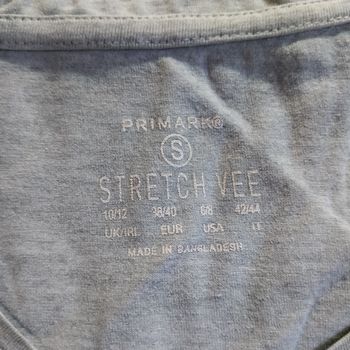 PRIMARK®
S
STRETCH VEE
10/12 38/40 6/8 42/44
UK/IRL EUR USA IT
MADE IN BANGLADESH